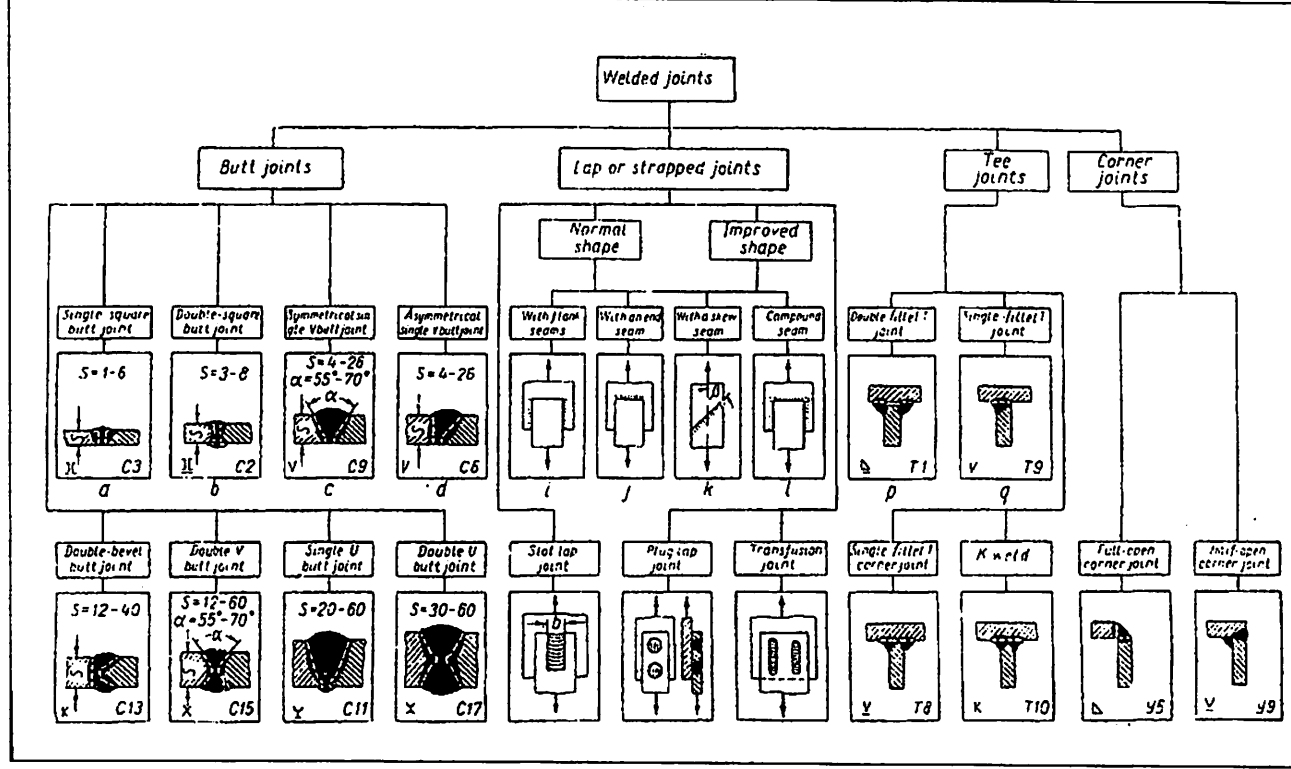 Welded joints
Butt joints
Lap or strapped joints
Tee
joints
Corner
joints
Normal
shape
Improved
shape
Single square
butt joint
Double-square
butt joint
Symmetrical sin
gle V butt joint
Asymmetrical
single v butt joint
With flank
seams
With an end
seam
With a skew
seam
Compound
seam
Double fillet T
joint
Single-fillet T
joint
S=1-6
S=3-8
S=4-26
α=55°-70°
S=4-26
α
S
S
S
S
C3
C2
V C9
V C6
T1
V T9
a
b
c
d
i
j
k
l
p
q
Double-bevel
butt joint
Double V
butt joint
Single U
butt joint
Double U
butt joint
Slot lap
joint
Plug lap
joint
Transfusion
joint
Single fillet
corner joint
K weld
Full-open
corner joint
Half-open
corner joint
S=12-40
S=12-60
α=55°-70°
S=20-60
S=30-60
α
b
S
S
K C13
X C15
Y C11
X C17
V T8
K T10
У5
V У9